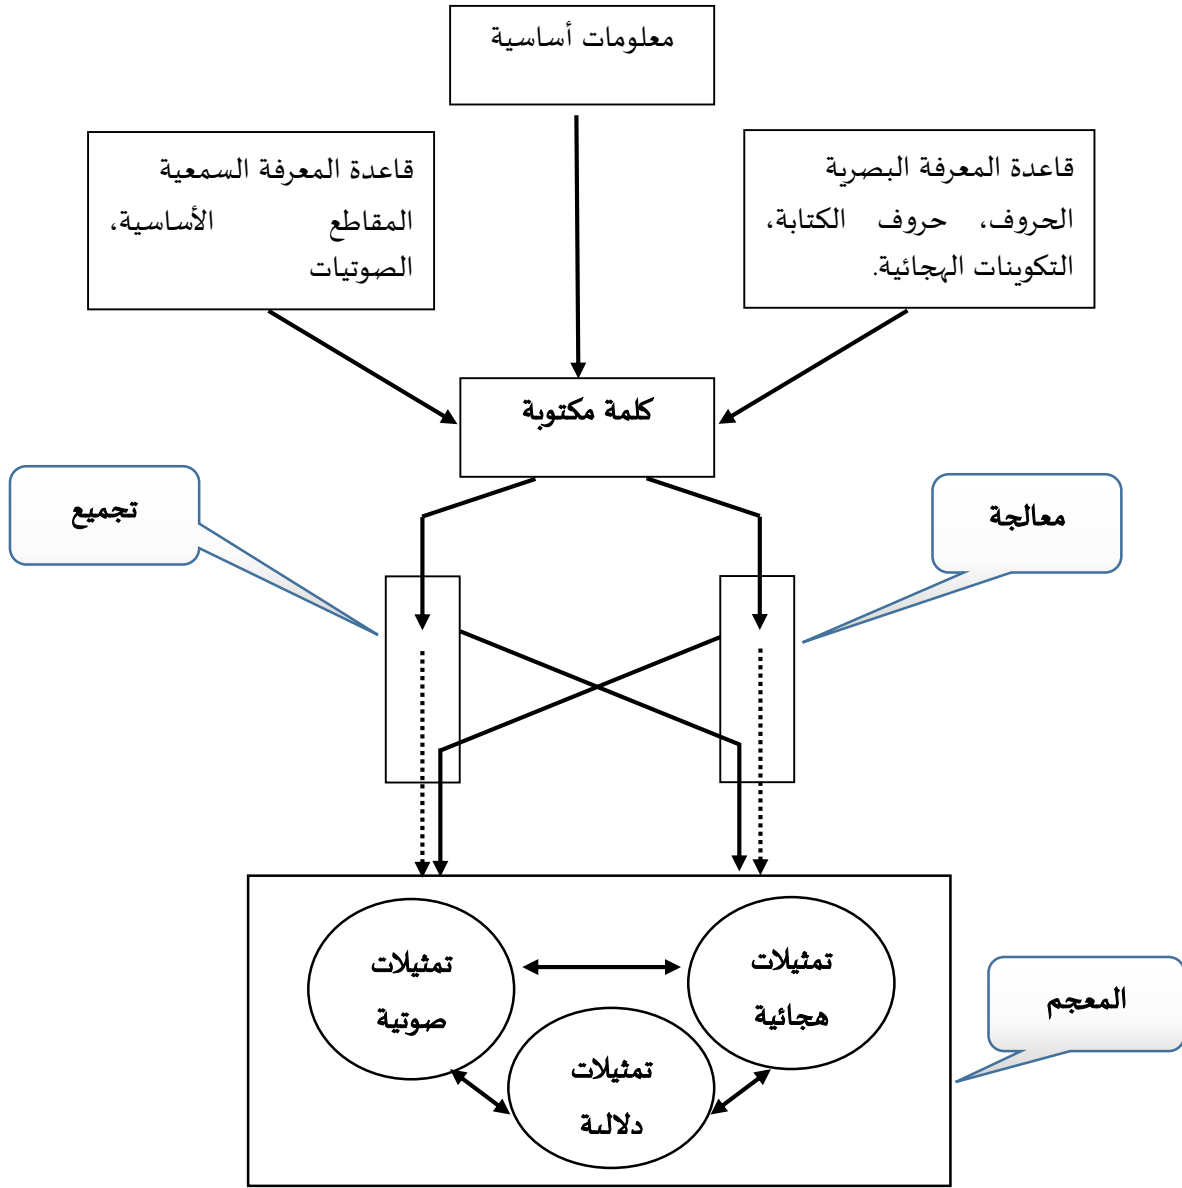 معلومات أساسية
قاعدة المعرفة البصرية
الحروف، حروف الكتابة،
التكوينات الهجائية.
قاعدة المعرفة السمعية
المقاطع الأساسية،
الصوتيات
كلمة مكتوبة
معالجة
تجميع
تمثيلات
هجائية
تمثيلات
صوتية
تمثيلات
دلالية
المعجم